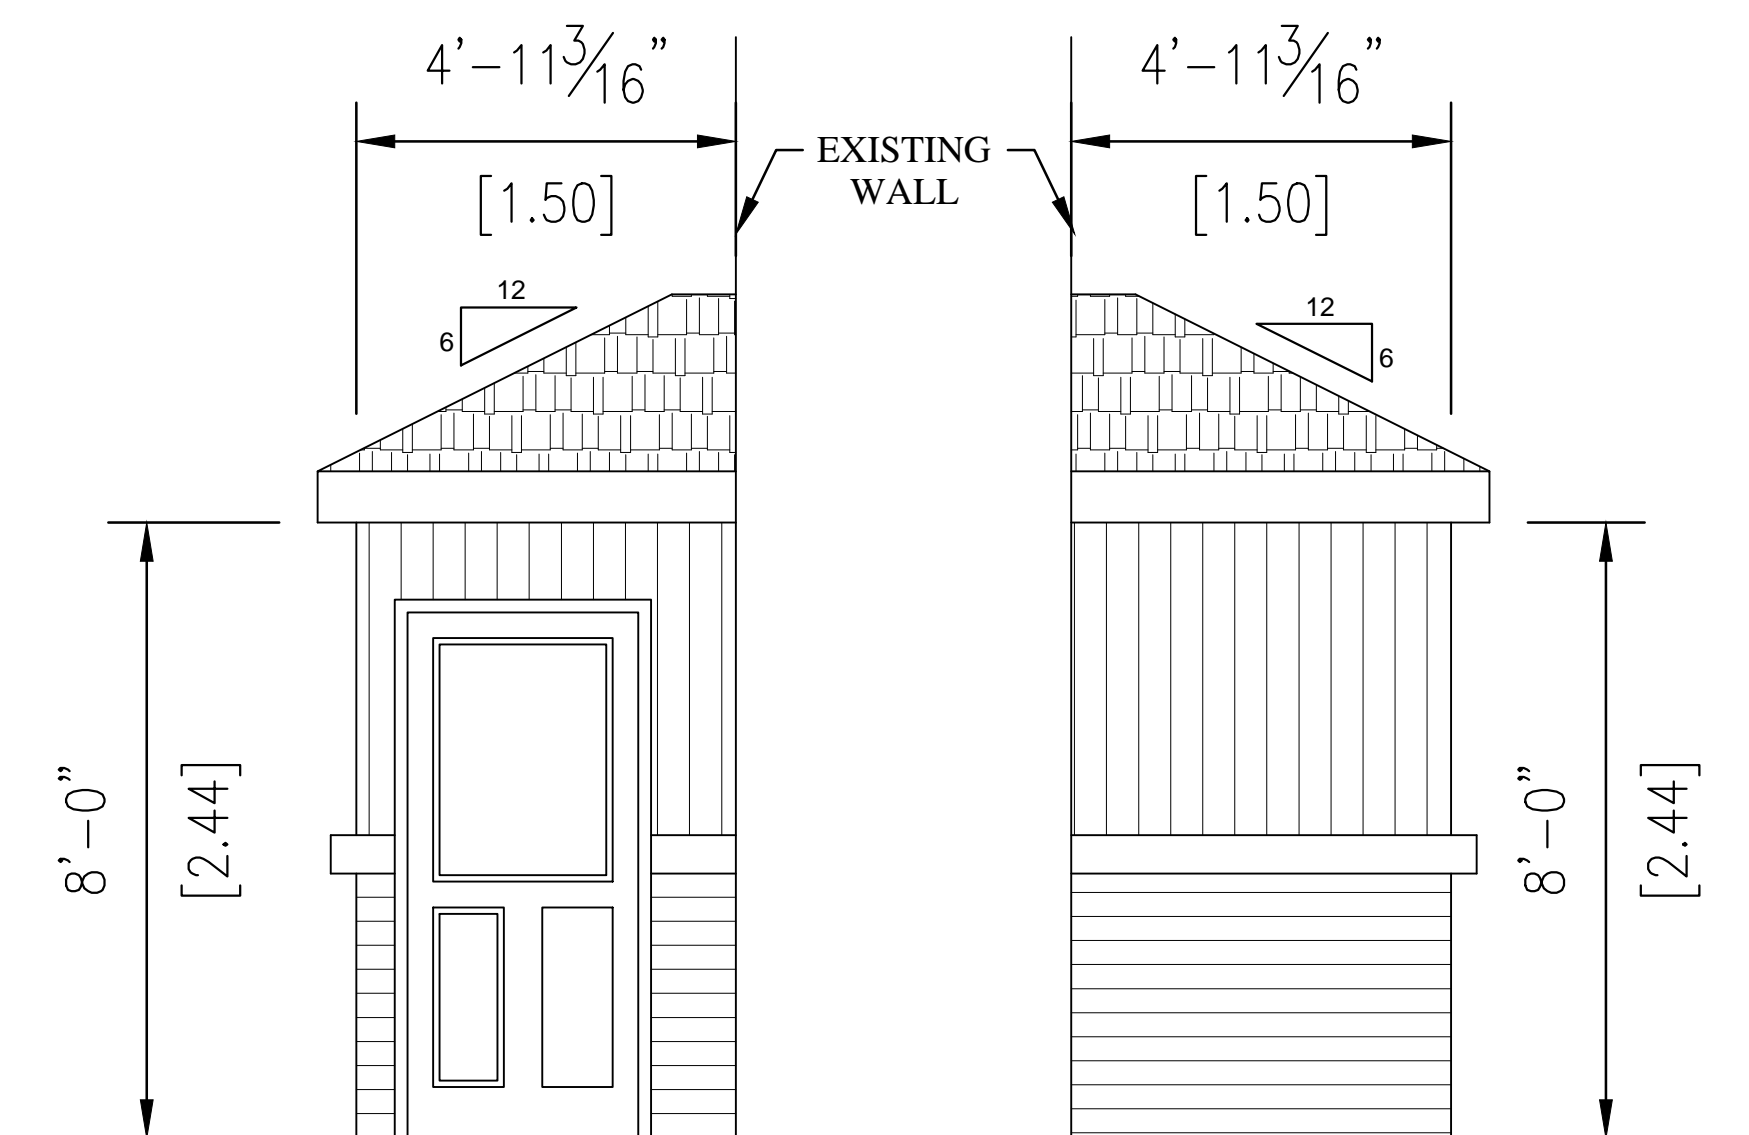 4'-11 3/16" 4'-11 3/16"
EXISTING
WALL
[1.50] [1.50]
12 12
6 6
8'-0" [2.44] 8'-0" [2.44]